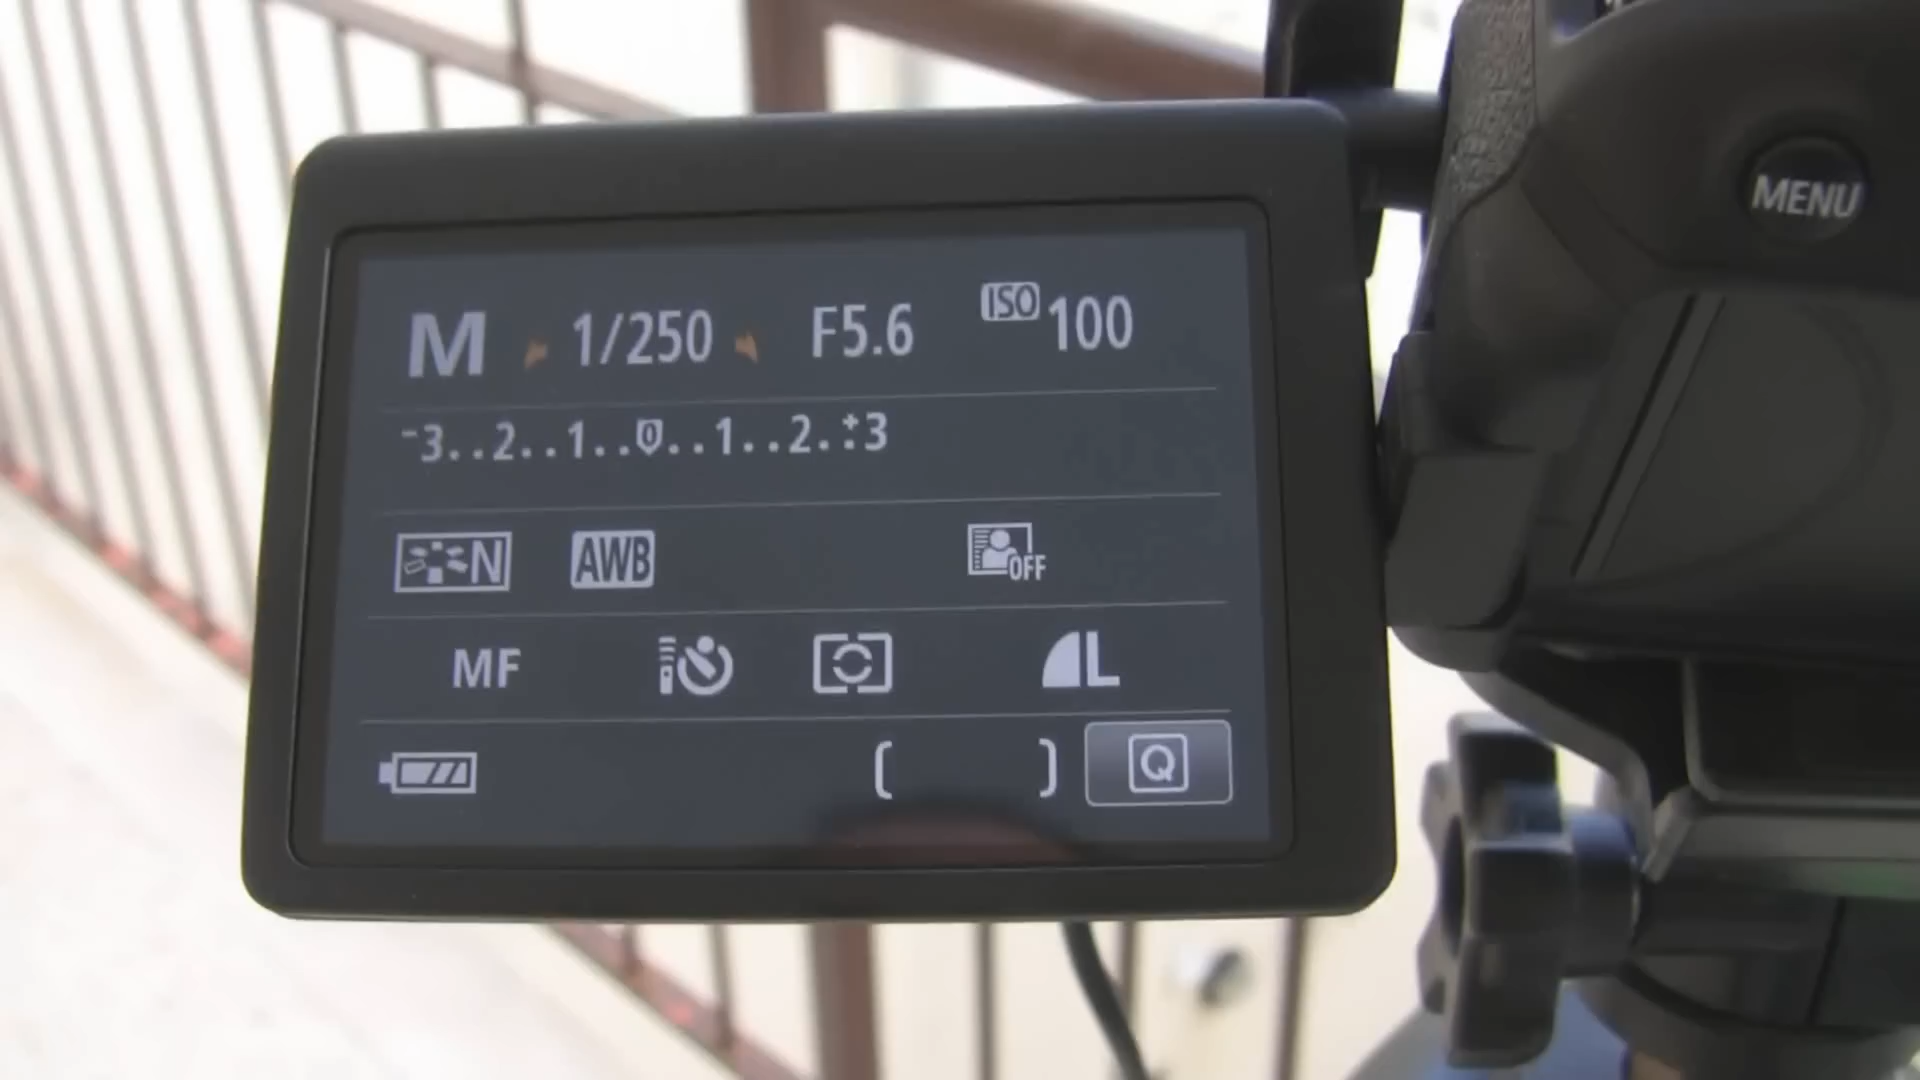 MENU
M 1/250 F5.6 ISO 100
-3..2..1..0..1..2.:+3
N AWB OFF
MF L
[ ] Q